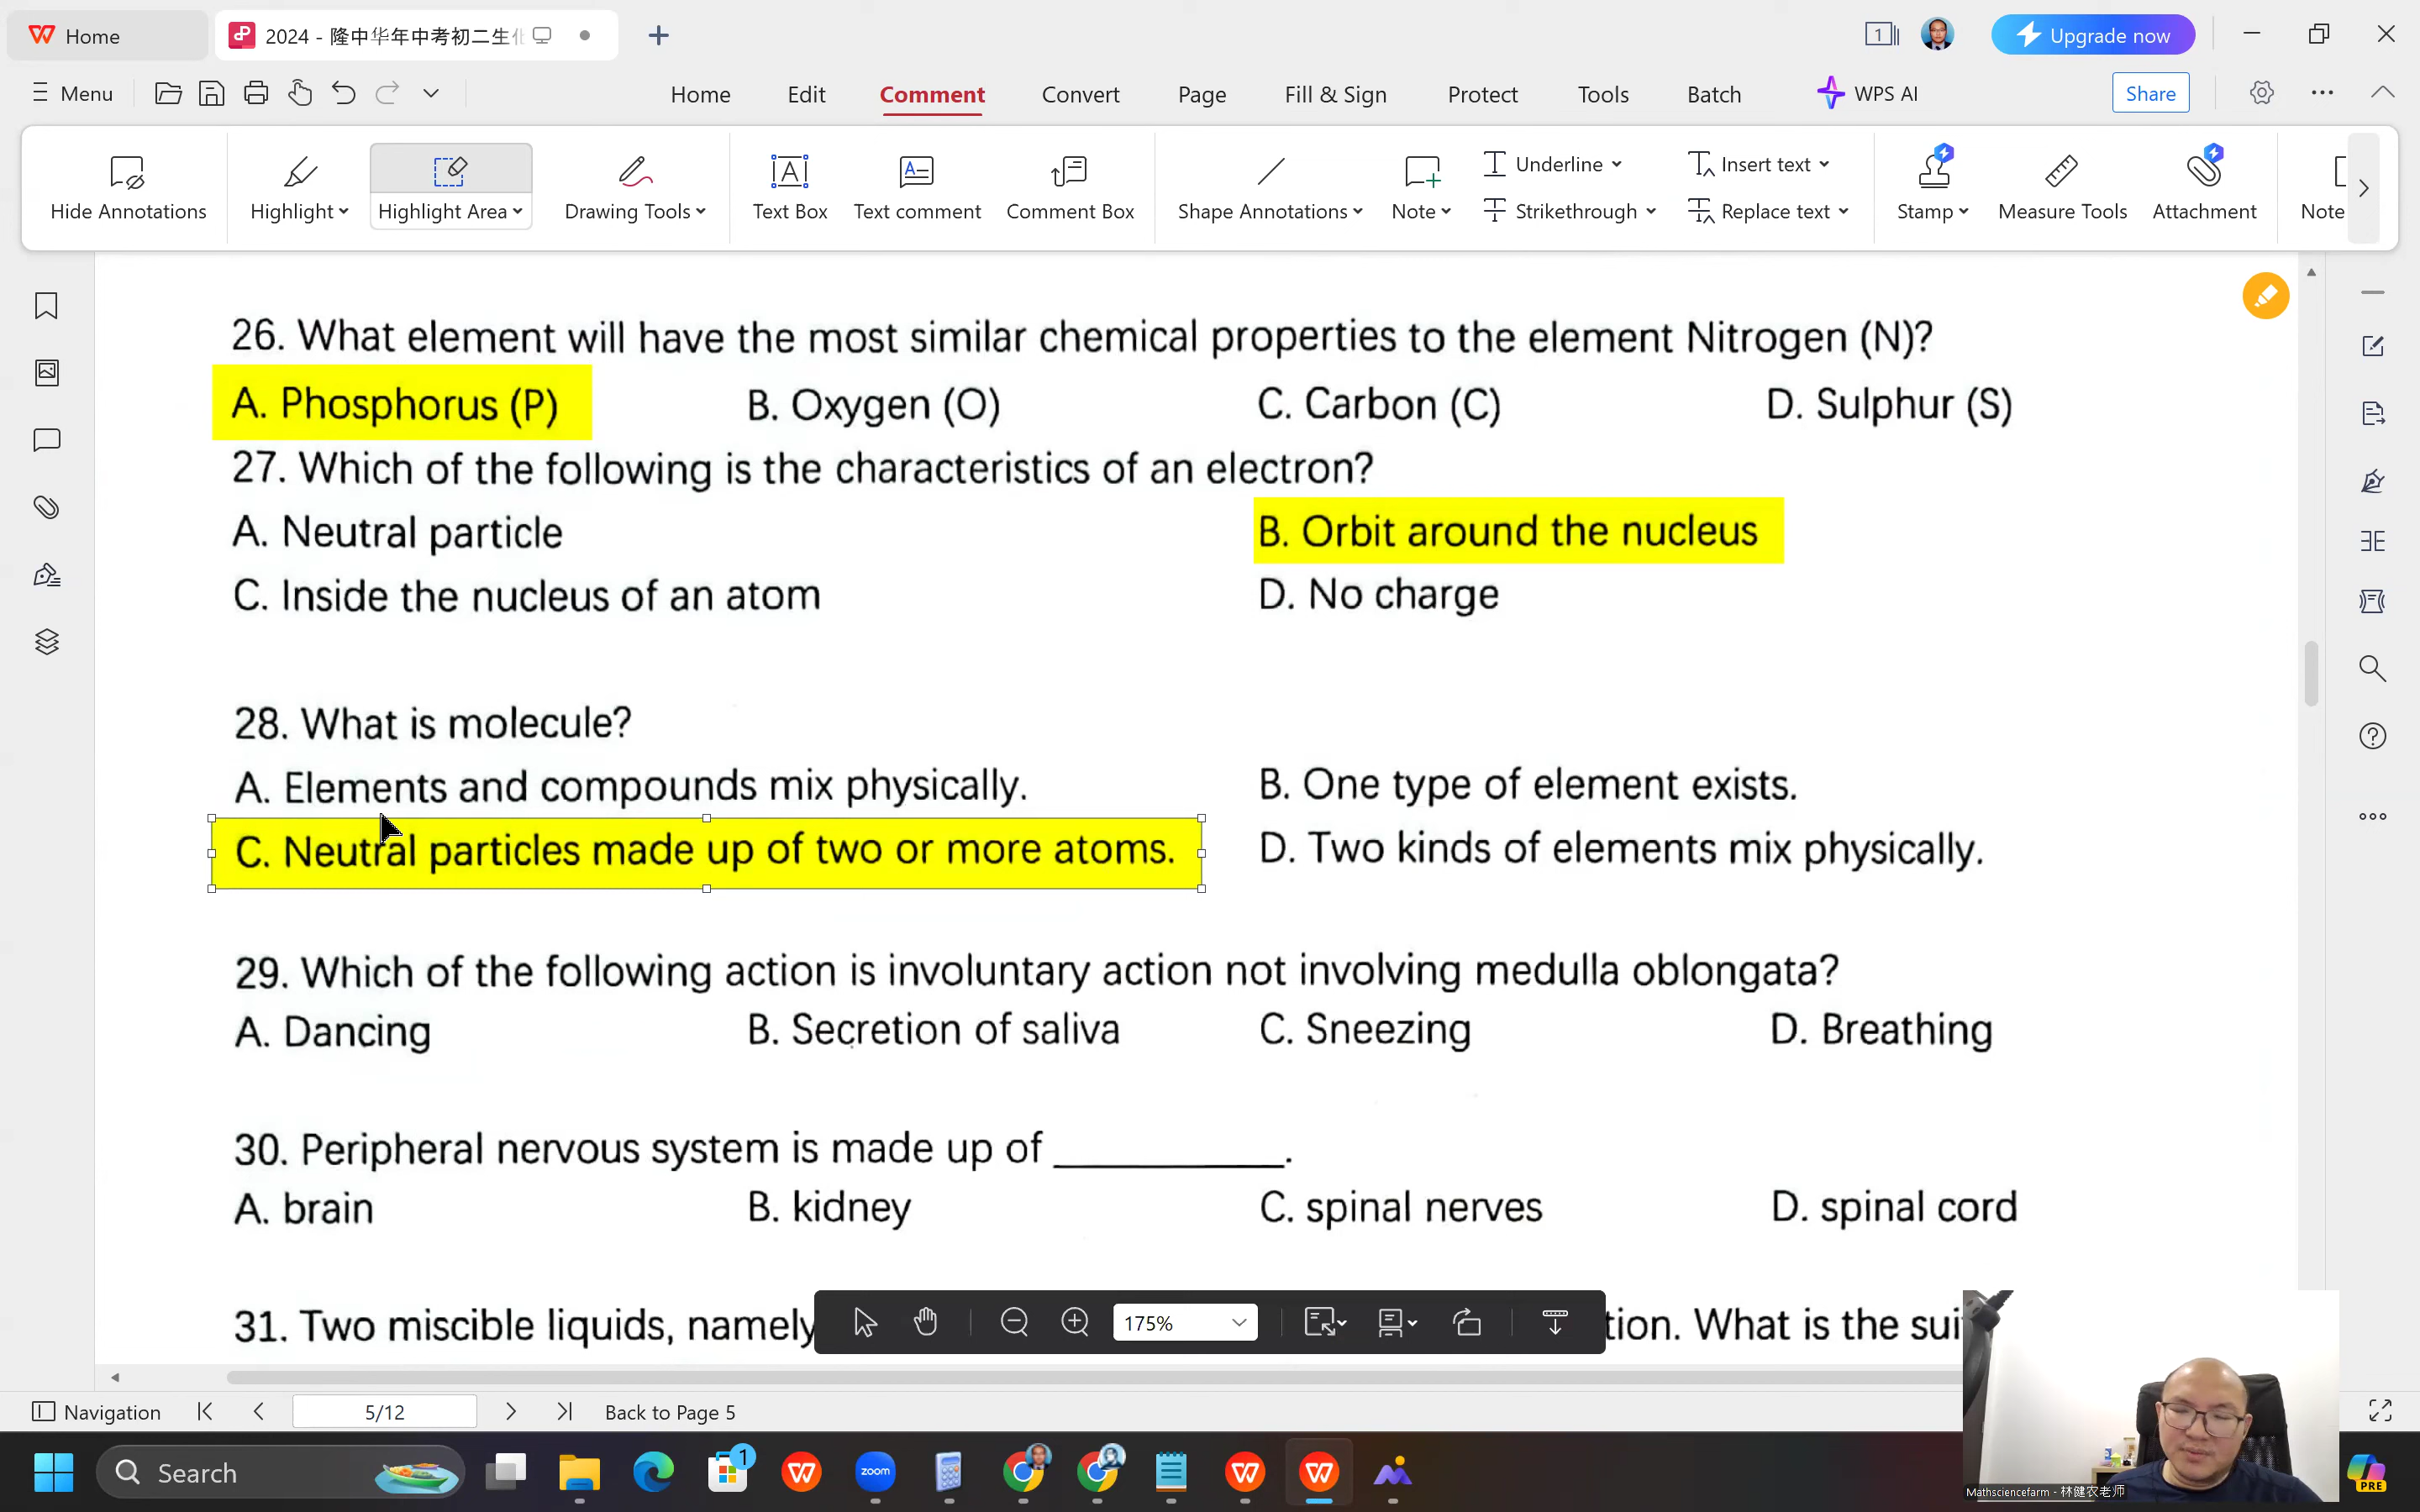 Home
2024 - 隆中华年中考初二生化
1
Upgrade now
Menu
Home Edit Comment Convert Page Fill & Sign Protect Tools Batch WPS AI Share
Hide Annotations Highlight Highlight Area Drawing Tools Text Box Text comment Comment Box Shape Annotations Note Underline Strikethrough Insert text Replace text Stamp Measure Tools Attachment Note
26. What element will have the most similar chemical properties to the element Nitrogen (N)?
A. Phosphorus (P) B. Oxygen (O) C. Carbon (C) D. Sulphur (S)
27. Which of the following is the characteristics of an electron?
A. Neutral particle B. Orbit around the nucleus
C. Inside the nucleus of an atom D. No charge
28. What is molecule?
A. Elements and compounds mix physically. B. One type of element exists.
C. Neutral particles made up of two or more atoms. D. Two kinds of elements mix physically.
29. Which of the following action is involuntary action not involving medulla oblongata?
A. Dancing B. Secretion of saliva C. Sneezing D. Breathing
30. Peripheral nervous system is made up of __________.
A. brain B. kidney C. spinal nerves D. spinal cord
31. Two miscible liquids, namely tion. What is the sui
175%
Navigation 5/12 Back to Page 5
Search
1
zoom
PRE
Mathsciencefarm - 林健农老师